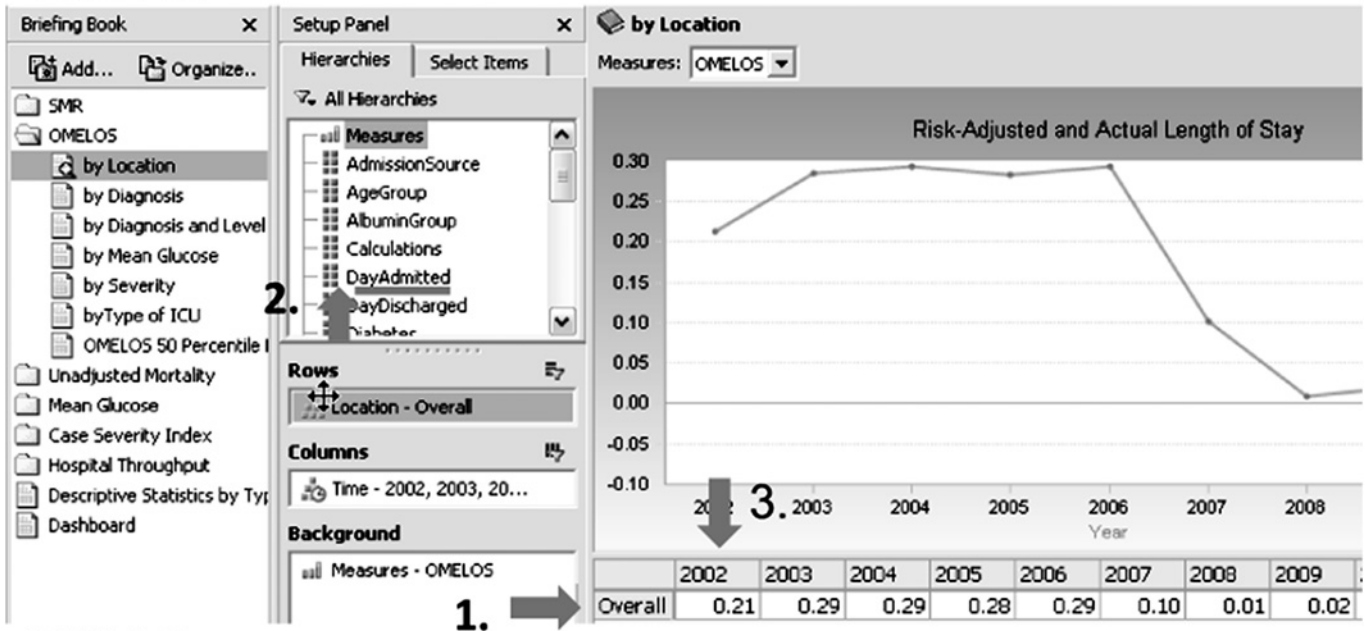 Briefing Book
Add... Organize..
SMR
OMELOS
by Location
by Diagnosis
by Diagnosis and Level
by Mean Glucose
by Severity
byType of ICU
OMELOS 50 Percentile
Unadjusted Mortality
Mean Glucose
Case Severity Index
Hospital Throughput
Descriptive Statistics by Typ
Dashboard
Setup Panel
Hierarchies Select Items
All Hierarchies
Measures
AdmissionSource
AgeGroup
AlbuminGroup
Calculations
DayAdmitted
2.
DayDischarged
Diabetes
Rows
Location - Overall
Columns
Time - 2002, 2003, 20...
Background
Measures - OMELOS
1.
by Location
Measures: OMELOS
Risk-Adjusted and Actual Length of Stay
0.30
0.25
0.20
0.15
0.10
0.05
0.00
-0.05
-0.10
2002 2003 2004 2005 2006 2007 2008
3.
Year
2002 2003 2004 2005 2006 2007 2008 2009
Overall 0.21 0.29 0.29 0.28 0.29 0.10 0.01 0.02